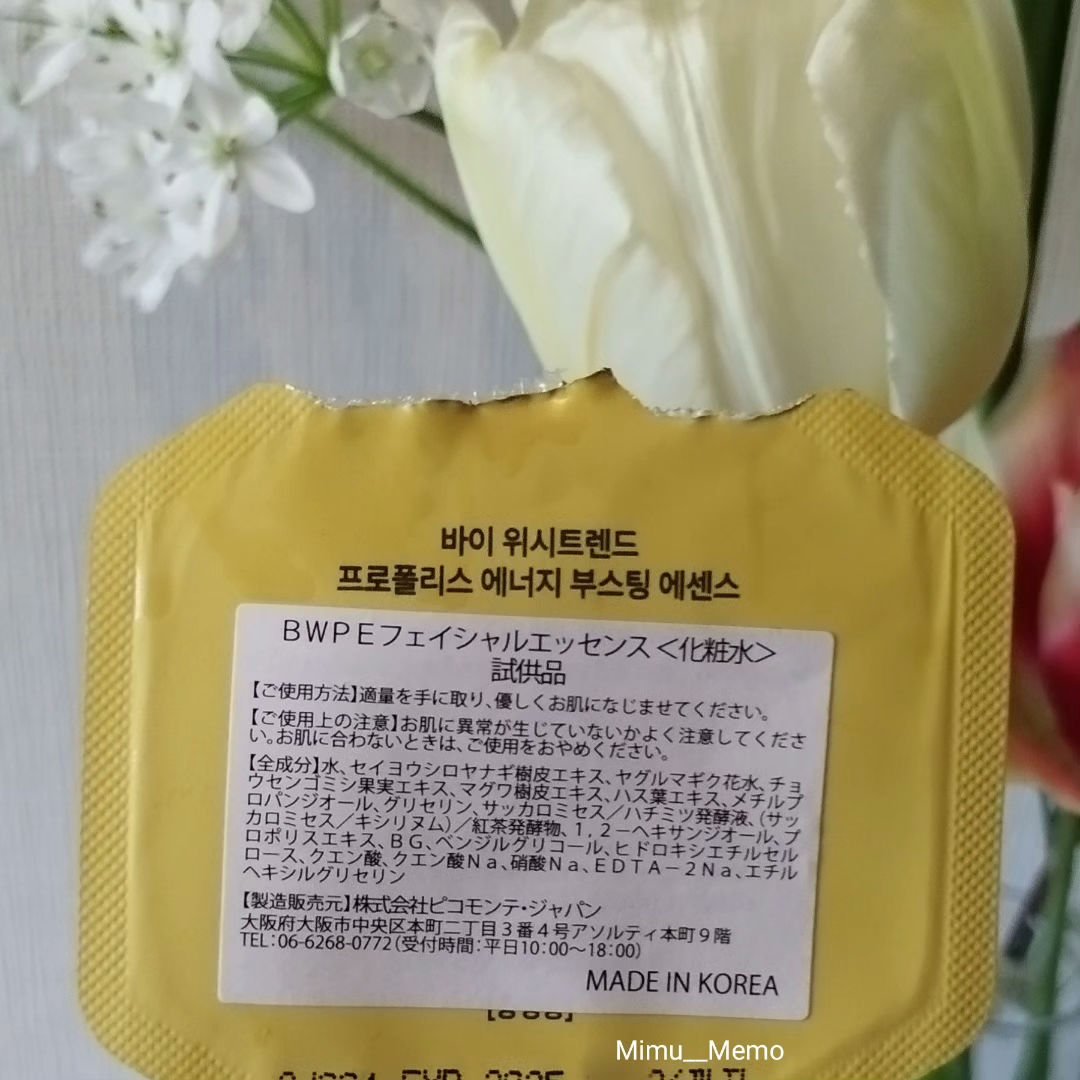 바이 위시트렌드
프로폴리스 에너지 부스팅 에센스
ＢＷＰＥフェイシャルエッセンス＜化粧水＞
試供品
【ご使用方法】適量を手に取り、優しくお肌になじませてください。
【ご使用上の注意】お肌に異常が生じていないかよく注意してくださ
い。お肌に合わないときは、ご使用をおやめください。
【全成分】水、セイヨウシロヤナギ樹皮エキス、ヤグルマギク花水、チョ
ウセンゴミシ果実エキス、マグワ樹皮エキス、ハス葉エキス、メチルプ
ロパンジオール、グリセリン、サッカロミセス／ハチミツ発酵液、（サッ
カロミセス／キシリヌム）／紅茶発酵物、１，２－ヘキサンジオール、プ
ロポリスエキス、ＢＧ、ベンジルグリコール、ヒドロキシエチルセル
ロース、クエン酸、クエン酸Ｎａ、硝酸Ｎａ、ＥＤＴＡ－２Ｎａ、エチル
ヘキシルグリセリン
【製造販売元】株式会社ピコモンテ・ジャパン
大阪府大阪市中央区本町二丁目３番４号アソルティ本町９階
TEL：06-6268-0772（受付時間：平日10：00〜18：00）
MADE IN KOREA
Mimu__Memo